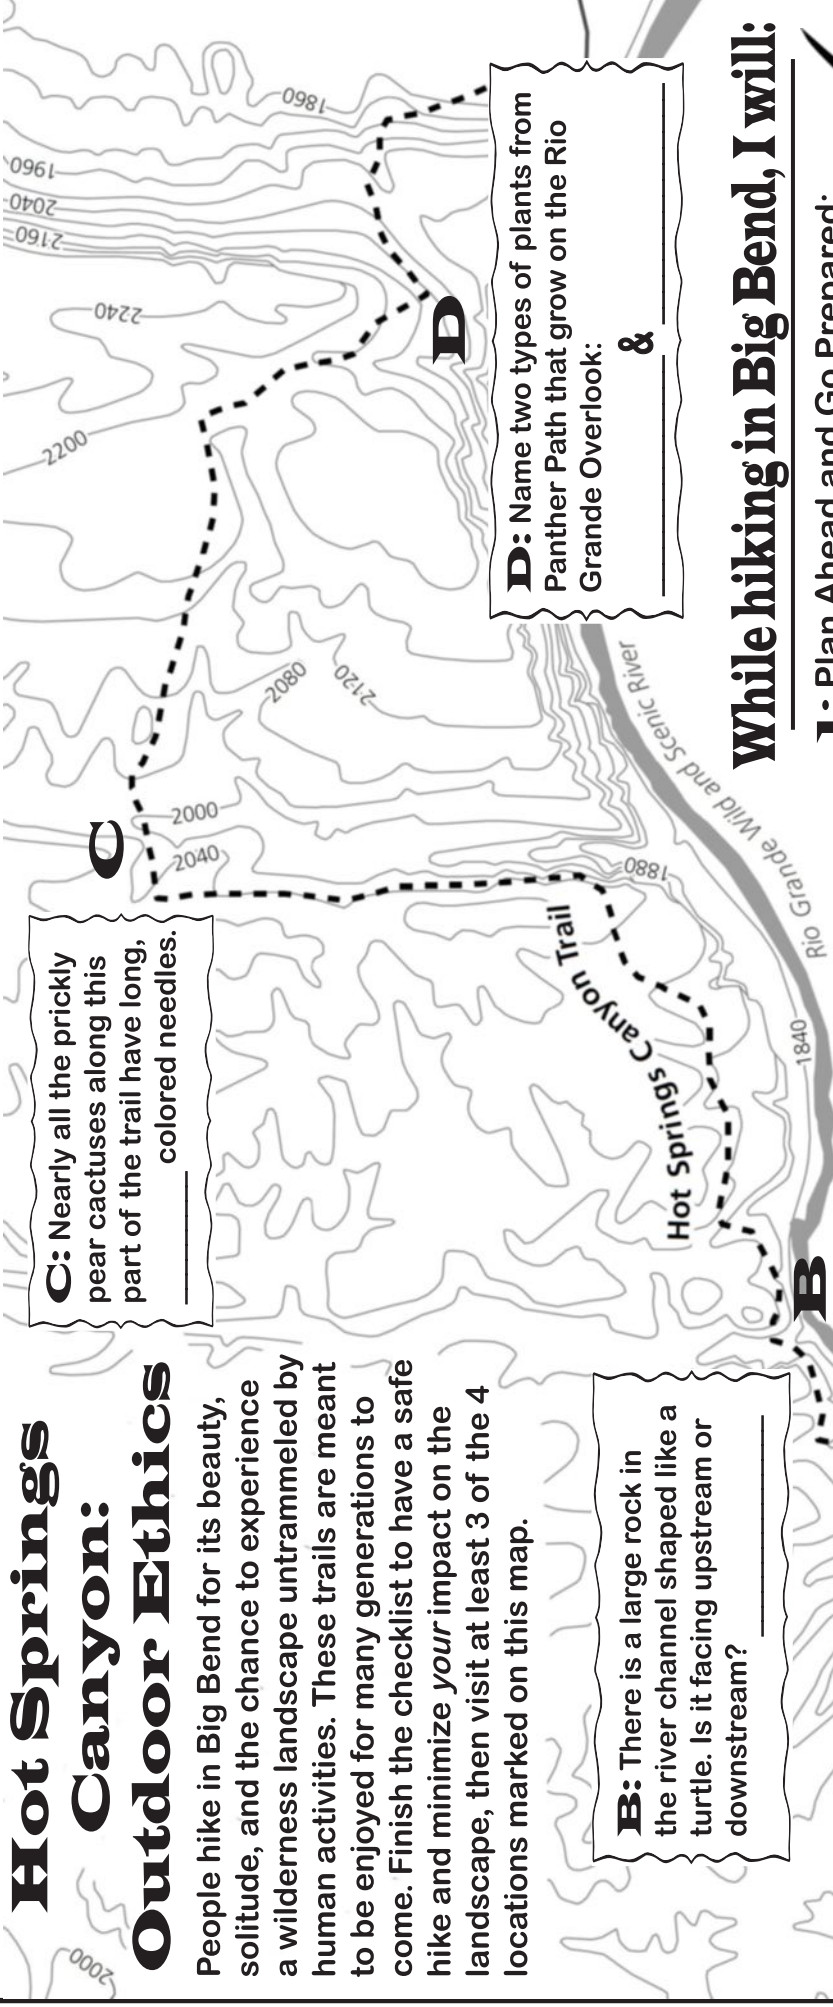 Hot Springs
Canyon:
Outdoor Ethics
People hike in Big Bend for its beauty,
solitude, and the chance to experience
a wilderness landscape untrammeled by
human activities. These trails are meant
to be enjoyed for many generations to
come. Finish the checklist to have a safe
hike and minimize your impact on the
landscape, then visit at least 3 of the 4
locations marked on this map.
B: There is a large rock in
the river channel shaped like a
turtle. Is it facing upstream or
downstream?
C: Nearly all the prickly
pear cactuses along this
part of the trail have long,
colored needles.
D: Name two types of plants from
Panther Path that grow on the Rio
Grande Overlook:
&
B
C
D
Hot Springs Canyon Trail
Rio Grande Wild and Scenic River
2000
1840
1880
2040
2000
2080
2120
2200
2240
2160
2040
1960
1860
While hiking in Big Bend, I will:
1: Plan Ahead and Go Prepared: